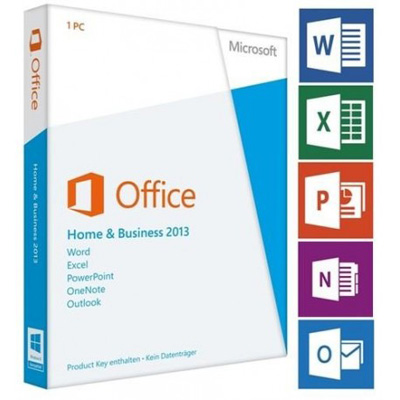 1 PC
Microsoft
Office
Home & Business 2013
Office
Home & Business 2013
Word
Excel
PowerPoint
OneNote
Outlook
Product Key enthalten • Kein Datenträger
W
X
P
N
O